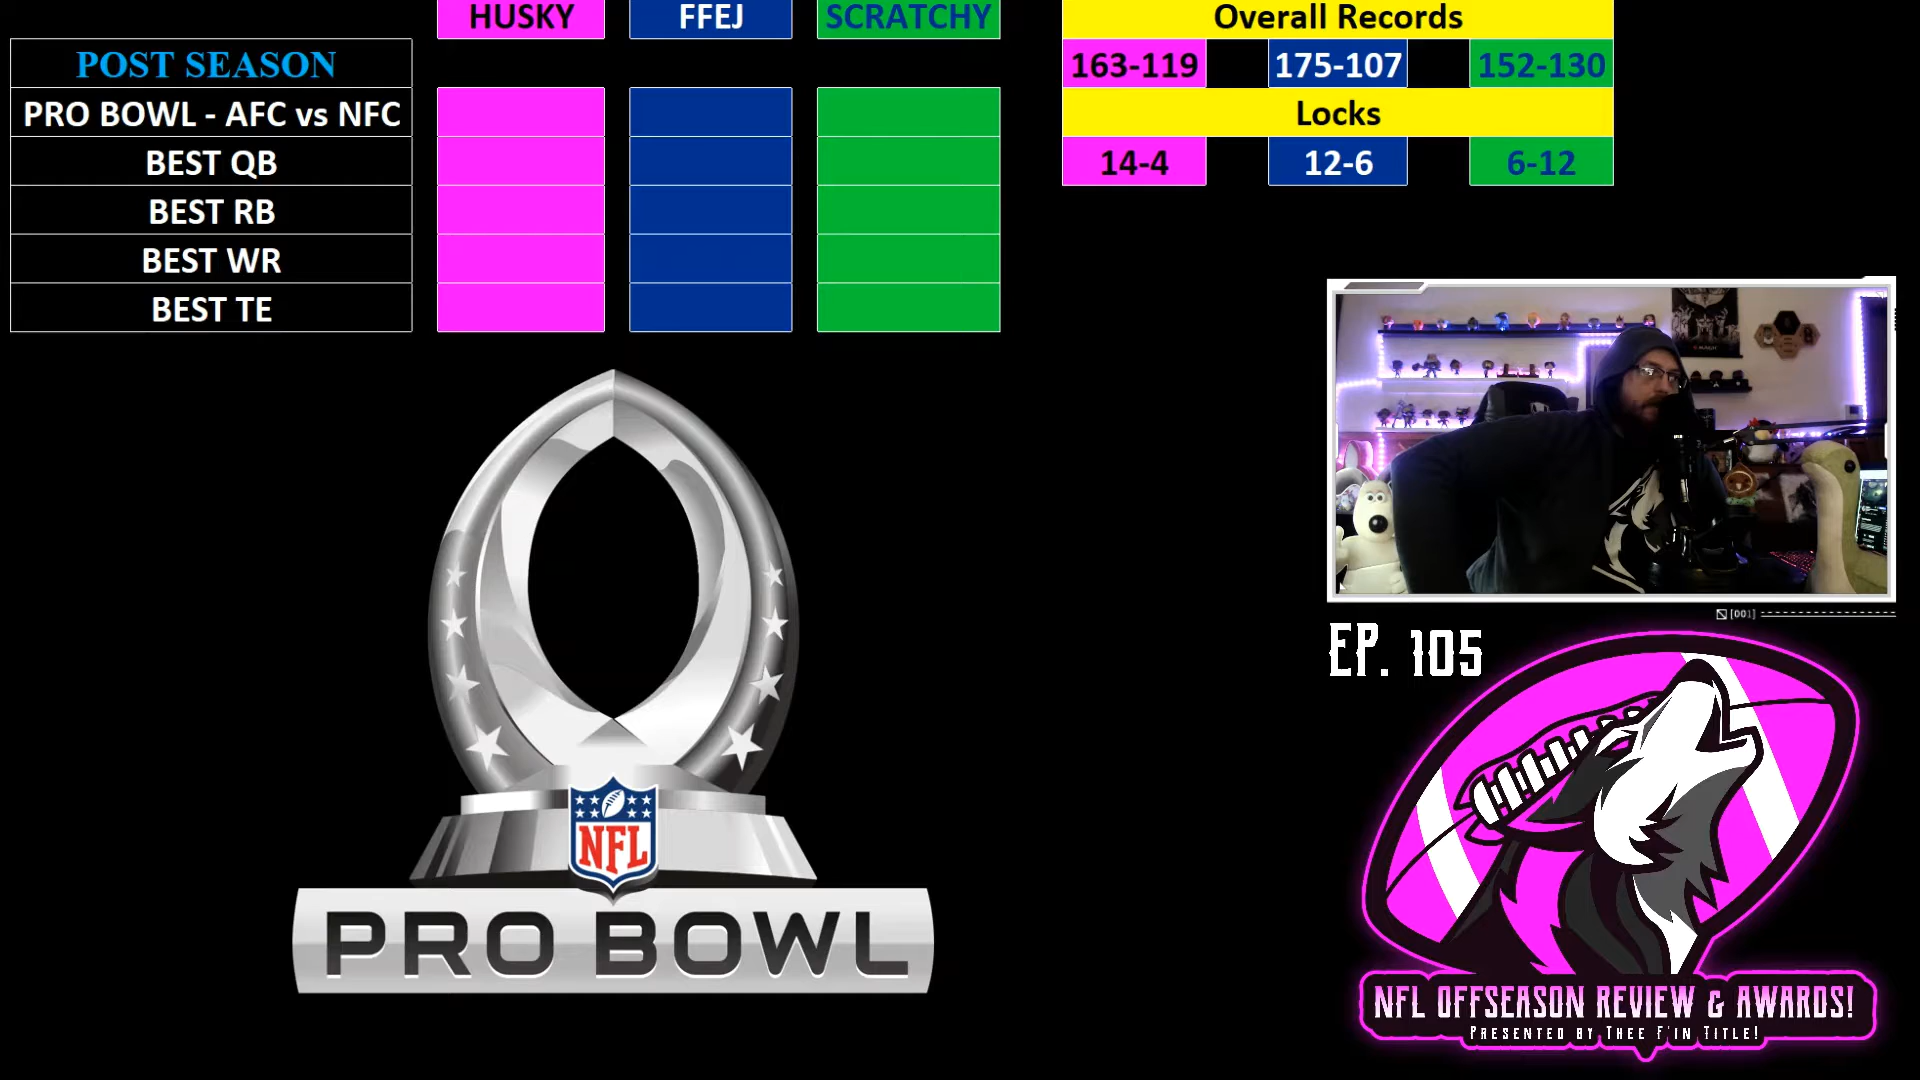 HUSKY FFEJ SCRATCHY
POST SEASON
PRO BOWL - AFC vs NFC
BEST QB
BEST RB
BEST WR
BEST TE
Overall Records
163-119 175-107 152-130
Locks
14-4 12-6 6-12
[001]
EP. 105
NFL
PRO BOWL
NFL OFFSEASON REVIEW & AWARDS!
PRESENTED BY THEE F'IN TITLE!